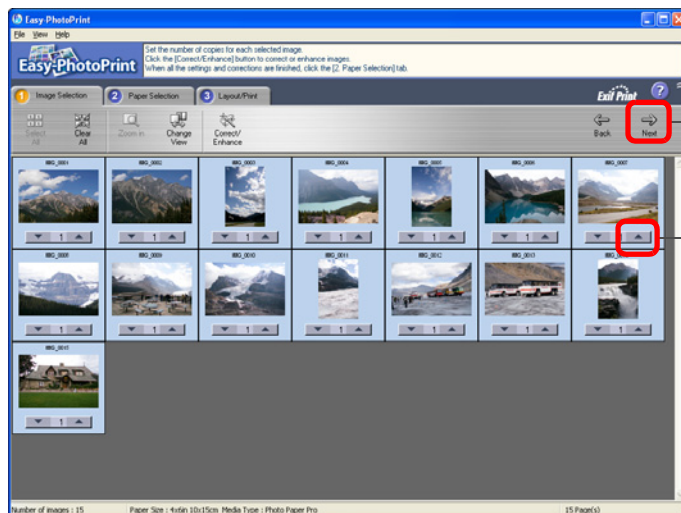 Easy-PhotoPrint
File View Help
Easy-PhotoPrint
Set the number of copies for each selected image.
Click the [Correct/Enhance] button to correct or enhance images.
When all the settings and corrections are finished, click the [2. Paper Selection] tab.
1 Image Selection
2 Paper Selection
3 Layout/Print
Exif Print
?
Select All
Clear All
Zoom in
Change View
Correct/ Enhance
Back
Next
IMG_0001
IMG_0002
IMG_0003
IMG_0004
IMG_0005
IMG_0006
IMG_0007
1
1
1
1
1
1
1
IMG_0008
IMG_0009
IMG_0010
IMG_0011
IMG_0012
IMG_0013
1
1
1
1
1
1
1
IMG_0015
1
Number of images : 15
Paper Size : 4x6in 10x15cm Media Type : Photo Paper Pro
15 Page(s)